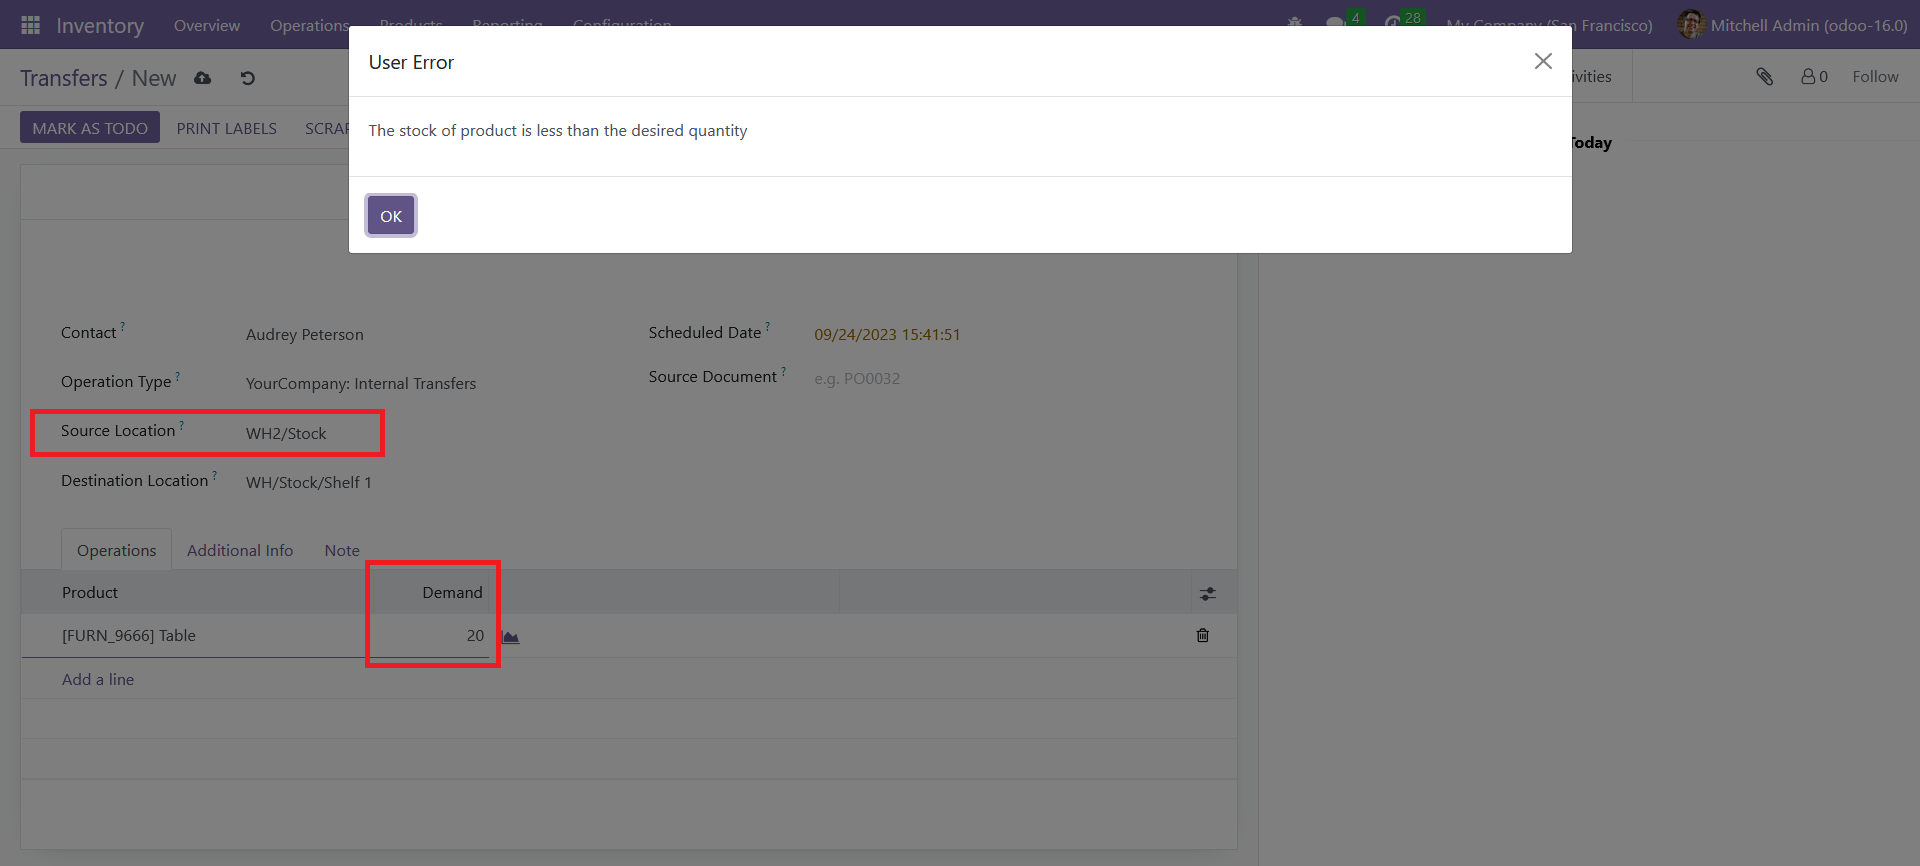 Inventory Overview Operations Products Reporting Configuration 4 28 My Company (San Francisco) Mitchell Admin (odoo-16.0)
User Error
Transfers / New ivities 0 Follow
MARK AS TODO PRINT LABELS SCRAP
The stock of product is less than the desired quantity
Today
OK
Contact ? Audrey Peterson Scheduled Date ? 09/24/2023 15:41:51
Operation Type ? YourCompany: Internal Transfers Source Document ? e.g. PO0032
Source Location ? WH2/Stock
Destination Location ? WH/Stock/Shelf 1
Operations Additional Info Note
Product Demand
[FURN_9666] Table 20
Add a line